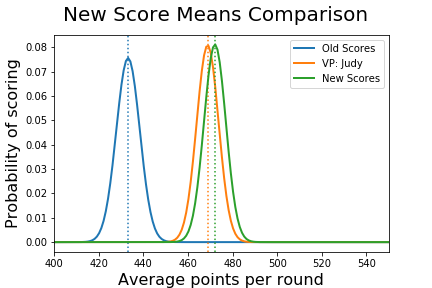 New Score Means Comparison
Old Scores
VP: Judy
New Scores
Probability of scoring
0.08
0.07
0.06
0.05
0.04
0.03
0.02
0.01
0.00
400 420 440 460 480 500 520 540
Average points per round